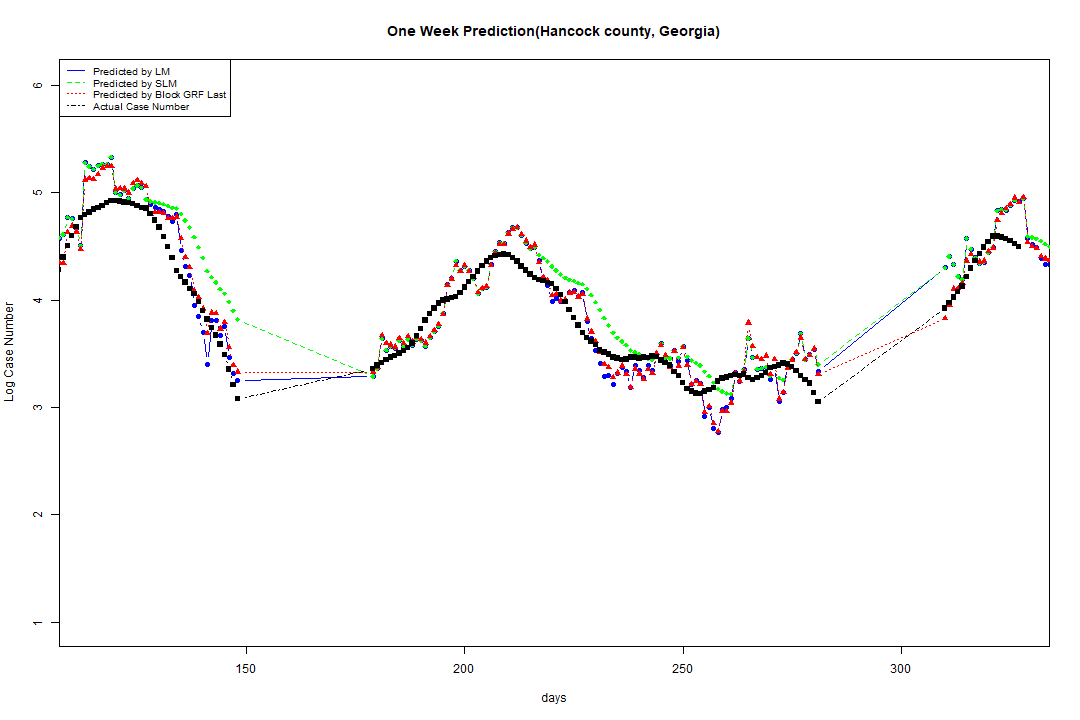 One Week Prediction(Hancock county, Georgia)
Predicted by LM
Predicted by SLM
Predicted by Block GRF Last
Actual Case Number
6
5
4
3
2
1
Log Case Number
150
200
250
300
days